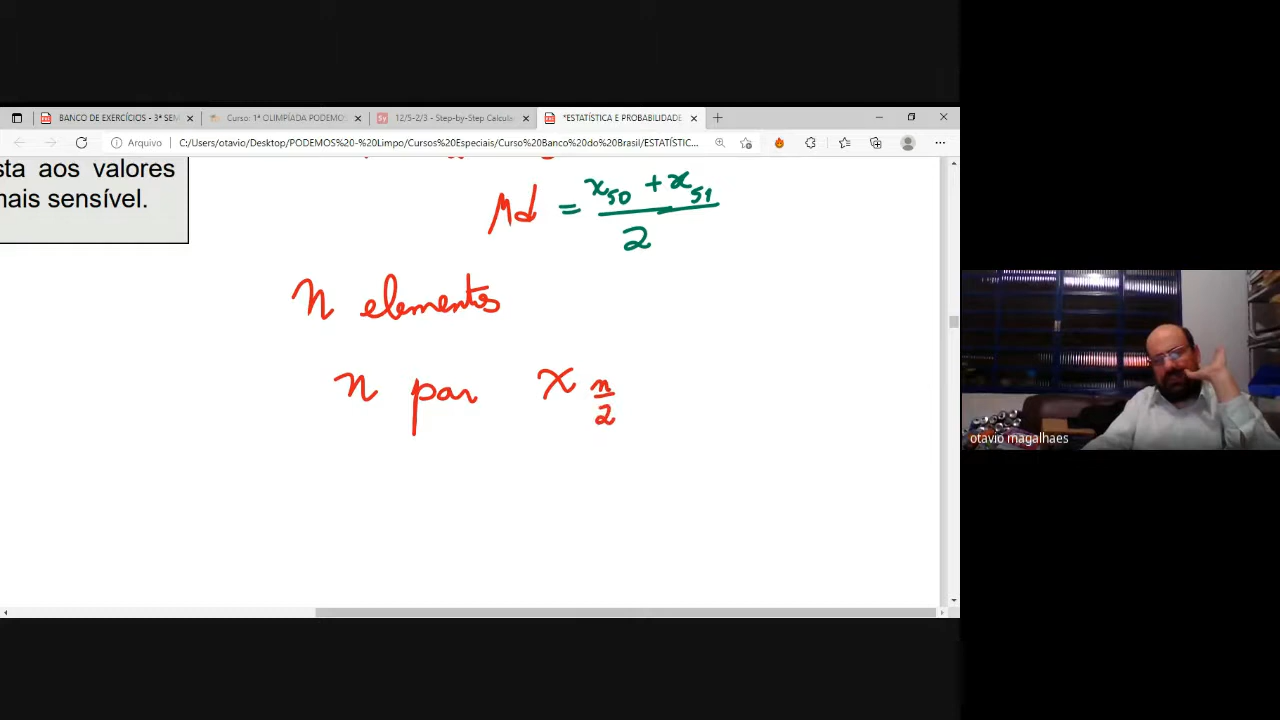 BANCO DE EXERCÍCIOS - 3ª SEM
Curso: 1ª OLIMPÍADA PODEMOS
12/5-2/3 - Step-by-Step Calcula
*ESTATÍSTICA E PROBABILIDADE
Arquivo | C:/Users/otavio/Desktop/PODEMOS%20-%20Limpo/Cursos%20Especiais/Curso%20Banco%20do%20Brasil/ESTATÍSTIC...
sta aos valores
mais sensível.
Md = (x50 + x51)/2
n elementos
n par x n/2
otavio magalhaes